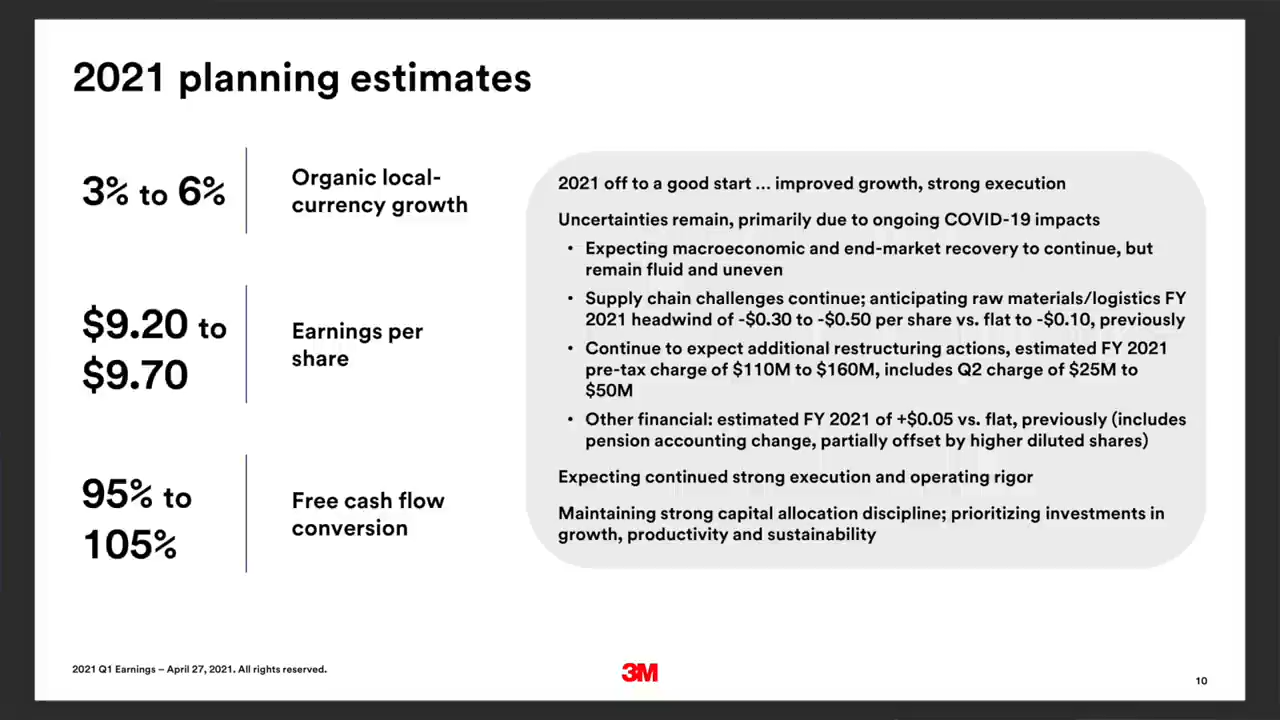 2021 planning estimates
3% to 6%
Organic local-
currency growth
$9.20 to
$9.70
Earnings per
share
95% to
105%
Free cash flow
conversion
2021 off to a good start ... improved growth, strong execution
Uncertainties remain, primarily due to ongoing COVID-19 impacts
• Expecting macroeconomic and end-market recovery to continue, but
remain fluid and uneven
• Supply chain challenges continue; anticipating raw materials/logistics FY
2021 headwind of -$0.30 to -$0.50 per share vs. flat to -$0.10, previously
• Continue to expect additional restructuring actions, estimated FY 2021
pre-tax charge of $110M to $160M, includes Q2 charge of $25M to
$50M
• Other financial: estimated FY 2021 of +$0.05 vs. flat, previously (includes
pension accounting change, partially offset by higher diluted shares)
Expecting continued strong execution and operating rigor
Maintaining strong capital allocation discipline; prioritizing investments in
growth, productivity and sustainability
2021 Q1 Earnings – April 27, 2021. All rights reserved.
3M
10